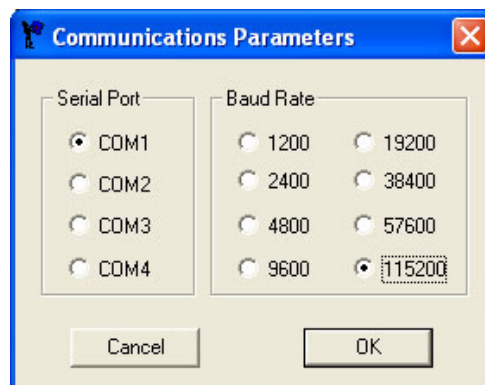 Communications Parameters
Serial Port
COM1
COM2
COM3
COM4
Baud Rate
1200
2400
4800
9600
19200
38400
57600
115200
Cancel
OK